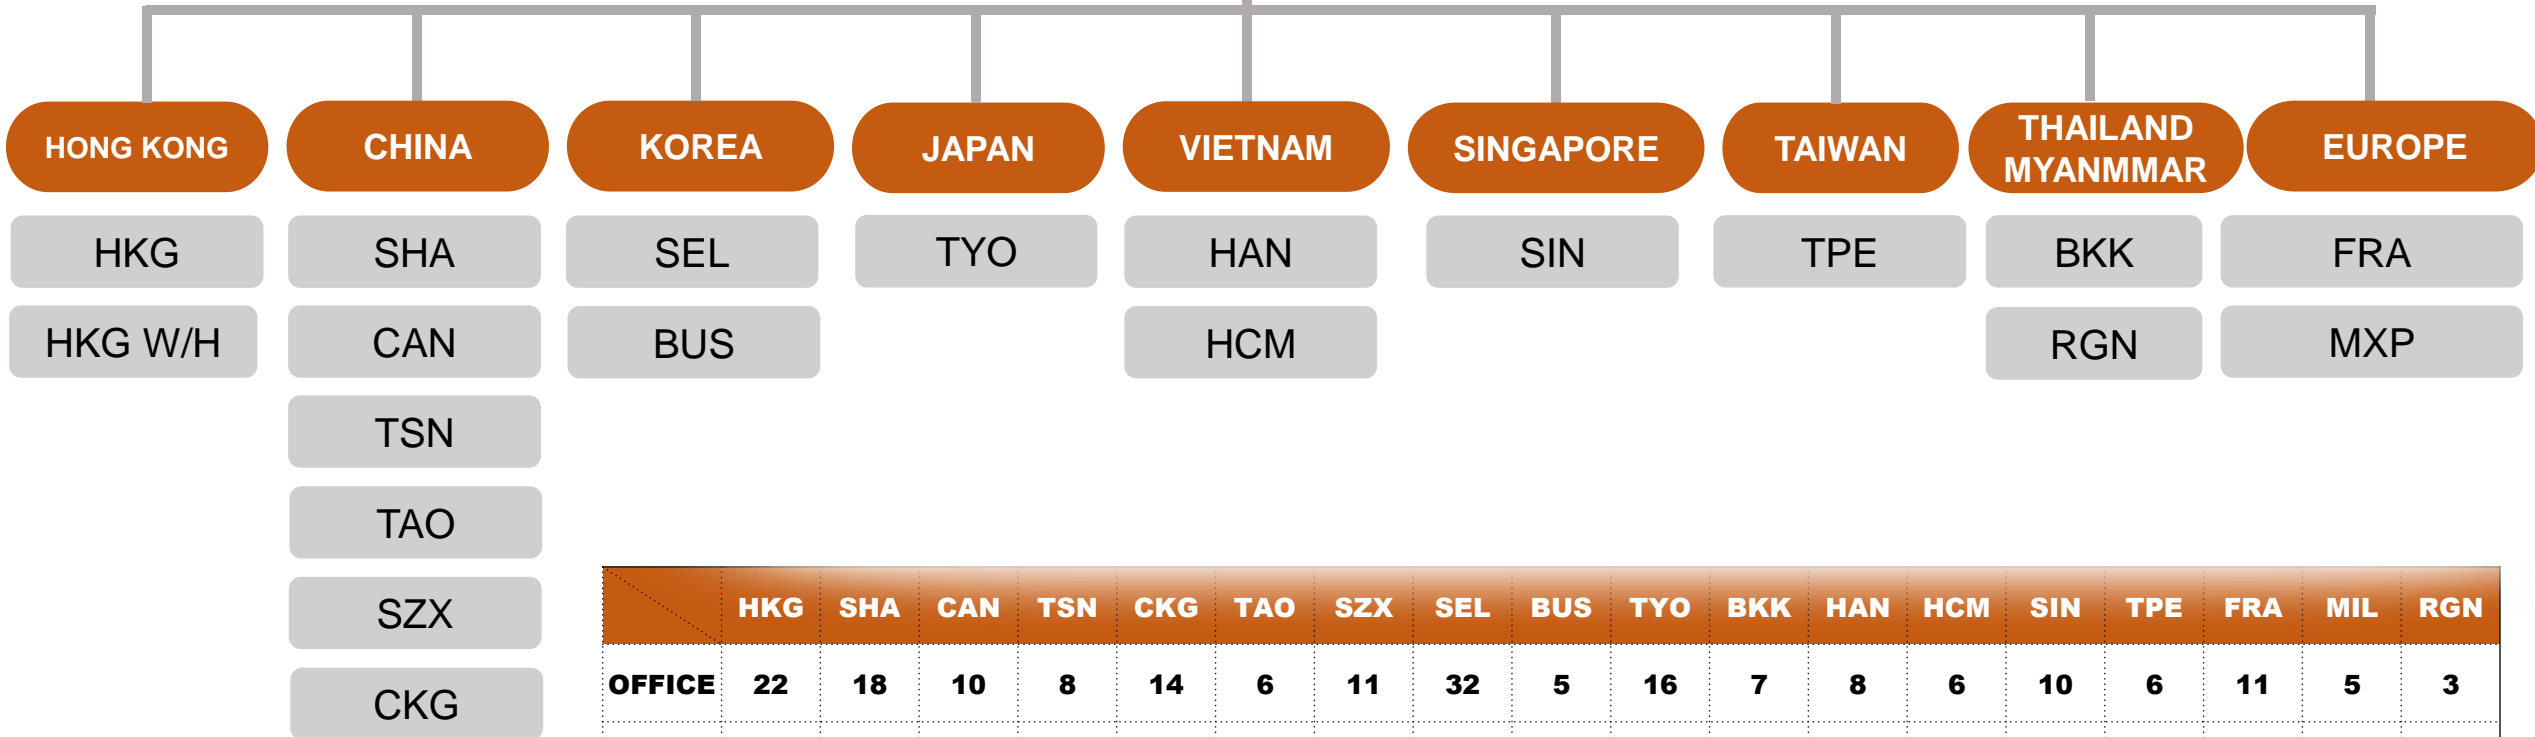 HONG KONG CHINA KOREA JAPAN VIETNAM SINGAPORE TAIWAN THAILAND MYANMMAR EUROPE
HKG SHA SEL TYO HAN SIN TPE BKK FRA
HKG W/H CAN BUS HCM RGN MXP
TSN
TAO
SZX
CKG
HKG SHA CAN TSN CKG TAO SZX SEL BUS TYO BKK HAN HCM SIN TPE FRA MIL RGN
OFFICE 22 18 10 8 14 6 11 32 5 16 7 8 6 10 6 11 5 3